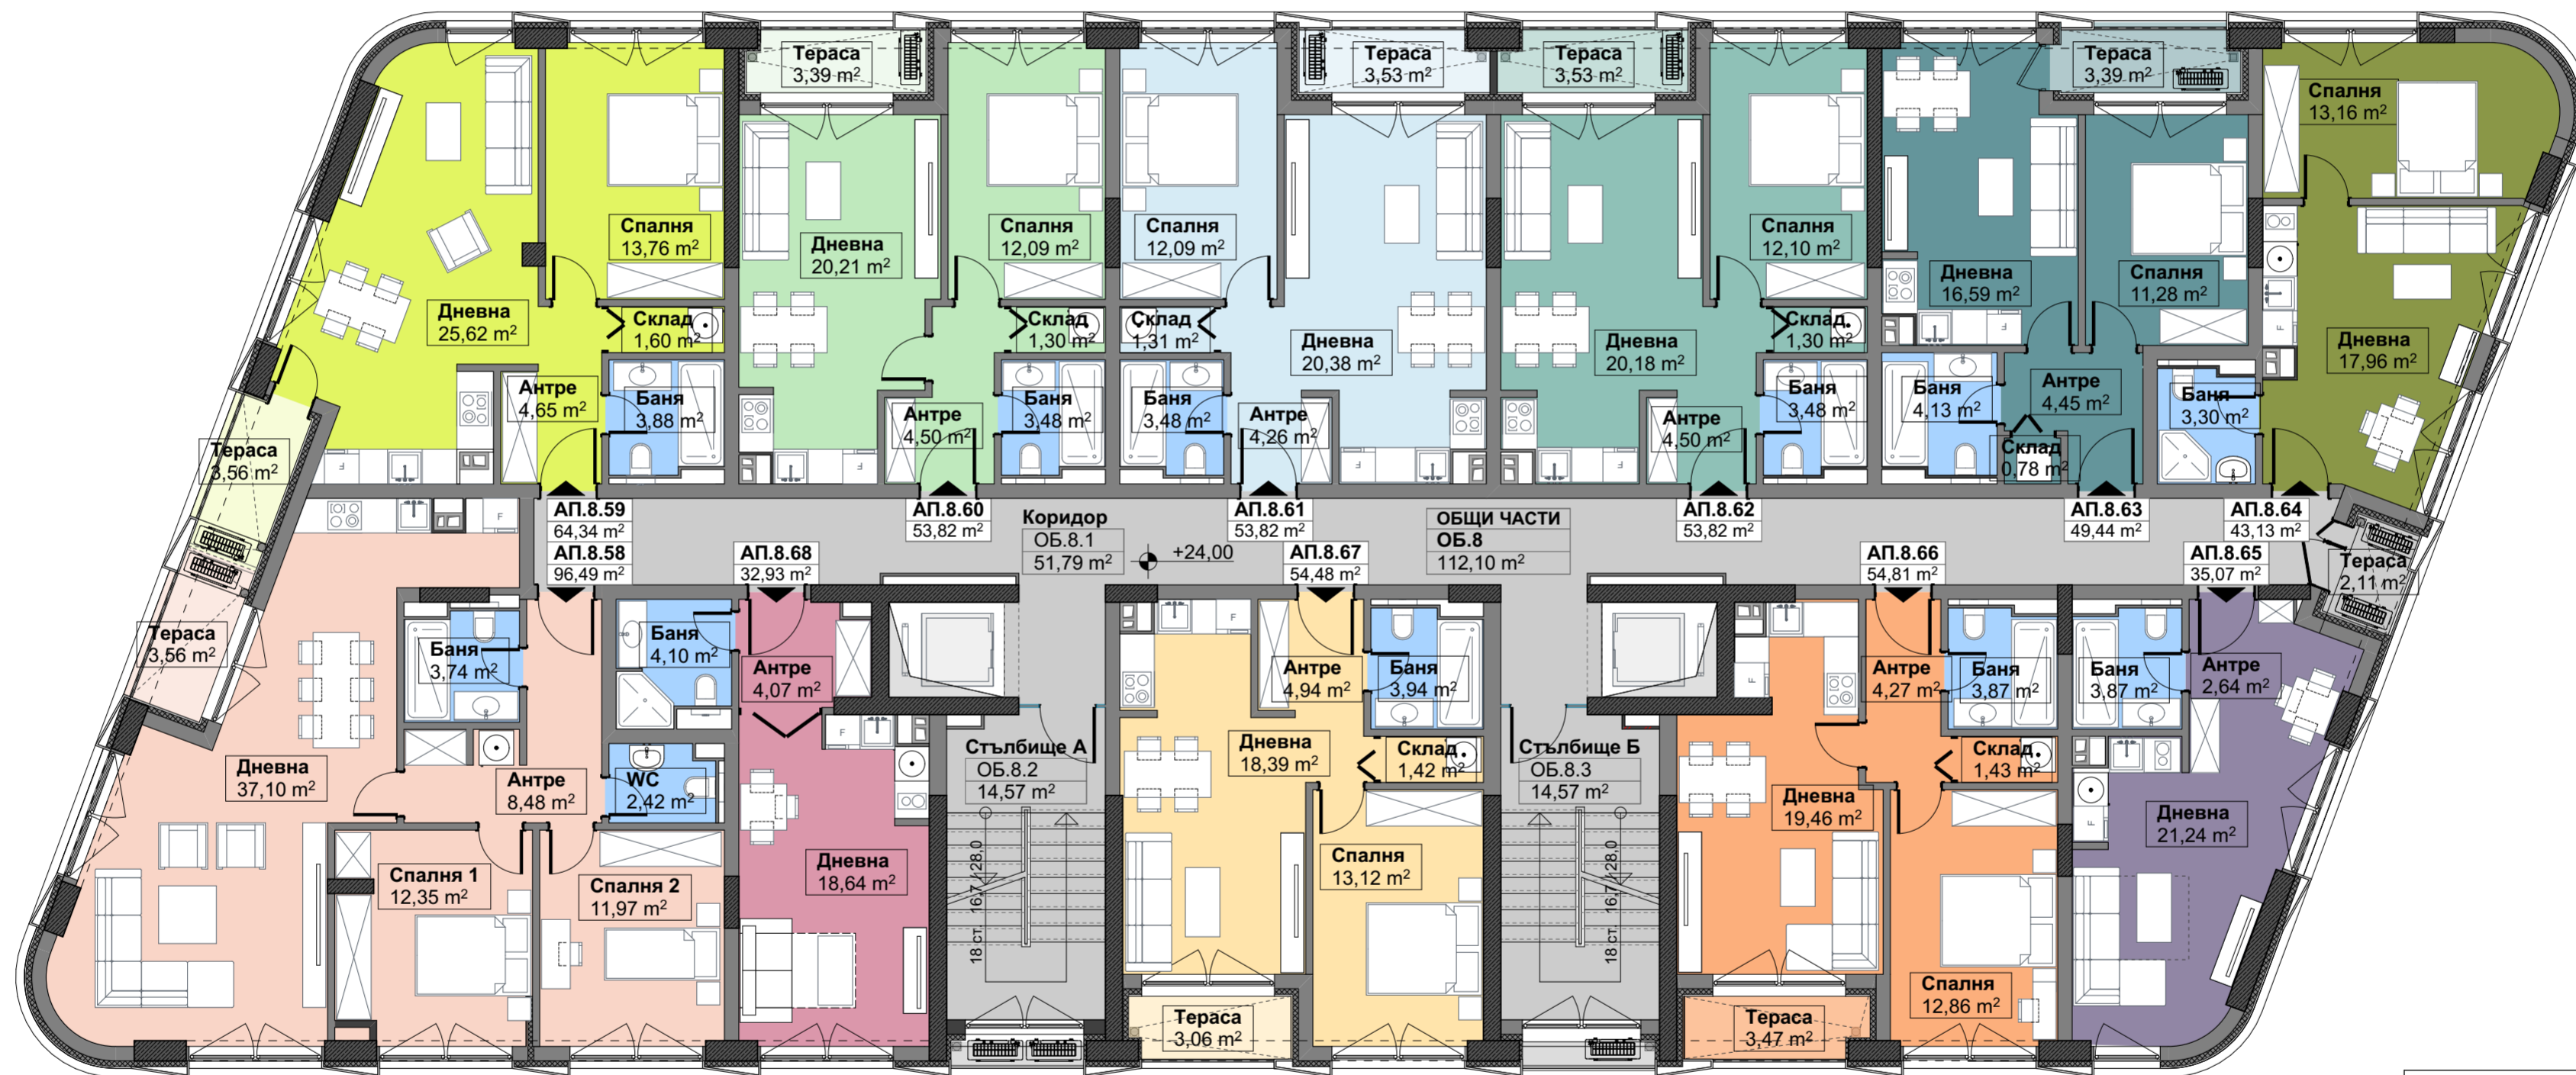 Тераса
3,39 m²
Тераса
3,53 m²
Тераса
3,53 m²
Тераса
3,39 m²
Спалня
13,16 m²
Спалня
13,76 m²
Дневна
20,21 m²
Спалня
12,09 m²
Спалня
12,09 m²
Спалня
12,10 m²
Дневна
16,59 m²
Спалня
11,28 m²
Дневна
25,62 m²
Склад
1,60 m²
Склад
1,30 m²
Склад
1,31 m²
Дневна
20,38 m²
Дневна
20,18 m²
Склад
1,30 m²
Дневна
17,96 m²
Антре
4,65 m²
Баня
3,88 m²
Антре
4,50 m²
Баня
3,48 m²
Баня
3,48 m²
Антре
4,26 m²
Антре
4,50 m²
Баня
3,48 m²
Баня
4,13 m²
Антре
4,45 m²
Склад
0,78 m²
Баня
3,30 m²
Тераса
3,56 m²
АП.8.59
64,34 m²
АП.8.58
96,49 m²
АП.8.68
32,93 m²
АП.8.60
53,82 m²
Коридор
ОБ.8.1
51,79 m²
+24,00
АП.8.61
53,82 m²
АП.8.67
54,48 m²
ОБЩИ ЧАСТИ
ОБ.8
112,10 m²
АП.8.62
53,82 m²
АП.8.66
54,81 m²
АП.8.63
49,44 m²
АП.8.64
43,13 m²
АП.8.65
35,07 m²
Тераса
2,11 m²
Тераса
3,56 m²
Баня
3,74 m²
Баня
4,10 m²
Антре
4,07 m²
Антре
4,94 m²
Баня
3,94 m²
Антре
4,27 m²
Баня
3,87 m²
Баня
3,87 m²
Антре
2,64 m²
Дневна
37,10 m²
Антре
8,48 m²
WC
2,42 m²
Стълбище А
ОБ.8.2
14,57 m²
Дневна
18,39 m²
Склад
1,42 m²
Стълбище Б
ОБ.8.3
14,57 m²
Дневна
19,46 m²
Склад
1,43 m²
Дневна
21,24 m²
Спалня 1
12,35 m²
Спалня 2
11,97 m²
Дневна
18,64 m²
18 ст. 16,7 / 28,0
Спалня
13,12 m²
18 ст. 16,7 / 28,0
Спалня
12,86 m²
Тераса
3,06 m²
Тераса
3,47 m²